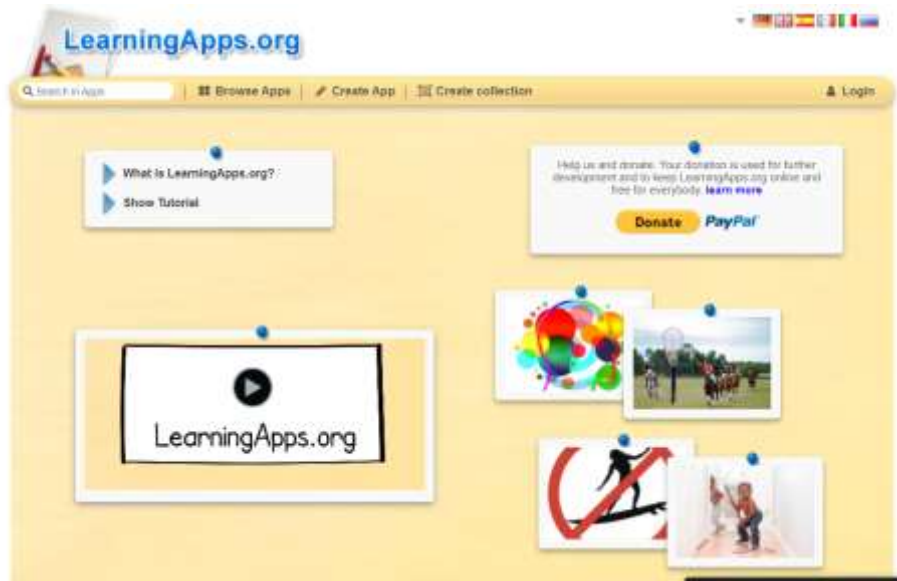 LearningApps.org
Search in Apps
Browse Apps
Create App
Create collection
Login
What is LearningApps.org?
Show Tutorial
Help us and donate. Your donation is used for further
development and to keep LearningApps.org online and
free for everybody. learn more
Donate
PayPal
LearningApps.org